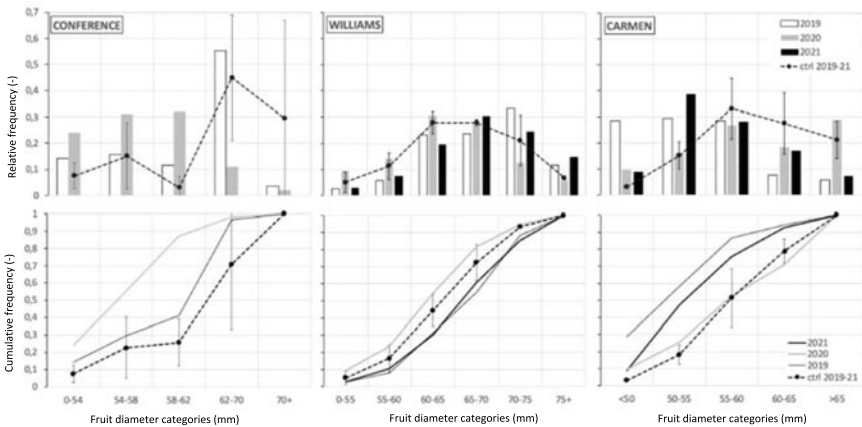 CONFERENCE
WILLIAMS
CARMEN
Relative frequency (-)
0,7
0,6
0,5
0,4
0,3
0,2
0,1
0
2019
2020
2021
ctrl 2019-21
Cumulative frequency (-)
1
0,9
0,8
0,7
0,6
0,5
0,4
0,3
0,2
0,1
0
2021
2020
2019
ctrl 2019-21
0-54 54-58 58-62 62-70 70+
0-55 55-60 60-65 65-70 70-75 75+
<50 50-55 55-60 60-65 >65
Fruit diameter categories (mm)
Fruit diameter categories (mm)
Fruit diameter categories (mm)